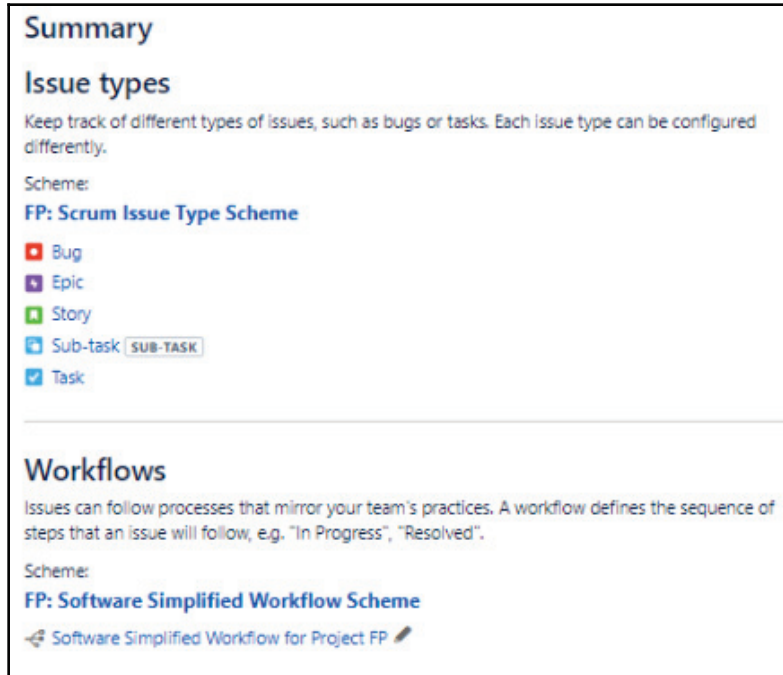 Summary
Issue types
Keep track of different types of issues, such as bugs or tasks. Each issue type can be configured
differently.
Scheme:
FP: Scrum Issue Type Scheme
Bug
Epic
Story
Sub-task SUB-TASK
Task
Workflows
Issues can follow processes that mirror your team's practices. A workflow defines the sequence of
steps that an issue will follow, e.g. "In Progress", "Resolved".
Scheme:
FP: Software Simplified Workflow Scheme
Software Simplified Workflow for Project FP